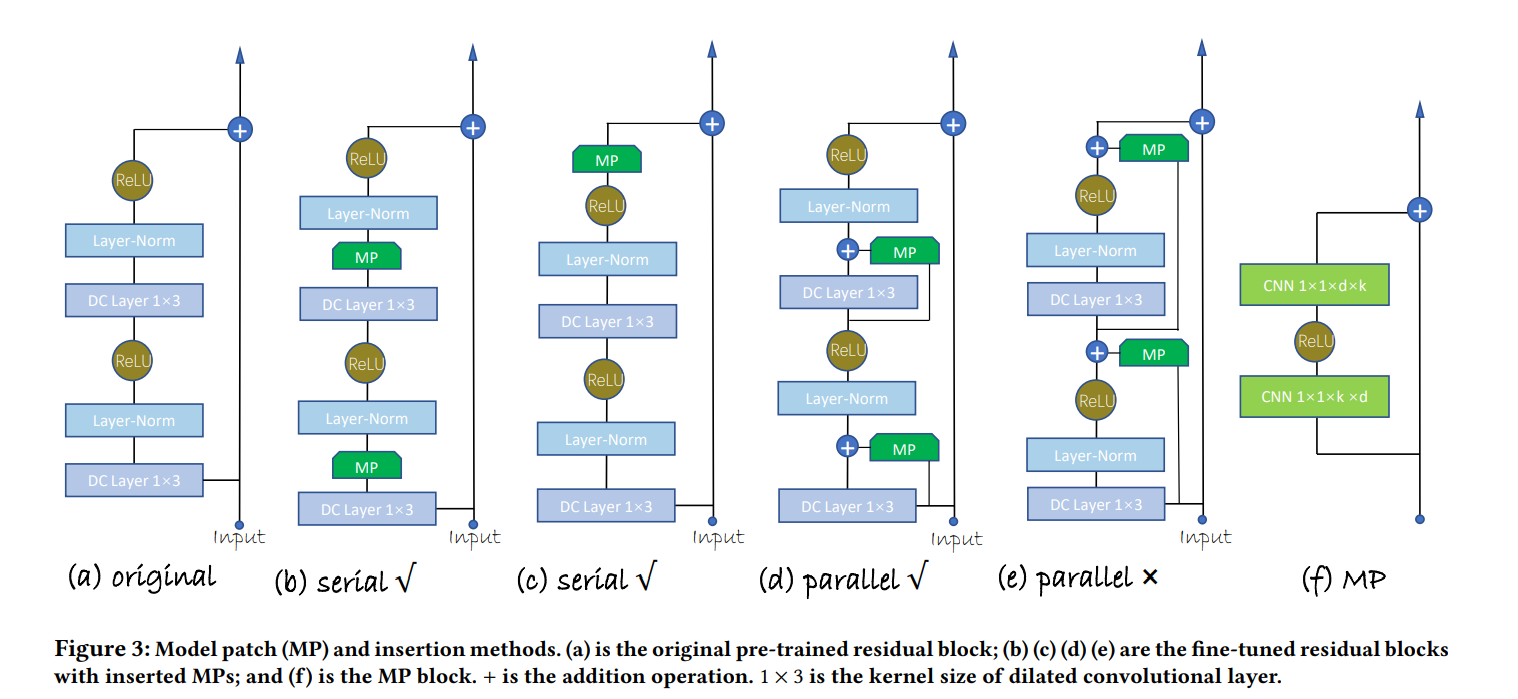 ReLU
Layer-Norm
DC Layer 1×3
ReLU
Layer-Norm
DC Layer 1×3
Input
(a) original
ReLU
Layer-Norm
MP
DC Layer 1×3
ReLU
Layer-Norm
MP
DC Layer 1×3
Input
(b) serial √
MP
ReLU
Layer-Norm
DC Layer 1×3
ReLU
Layer-Norm
DC Layer 1×3
Input
(c) serial √
ReLU
Layer-Norm
+ MP
DC Layer 1×3
ReLU
Layer-Norm
+ MP
DC Layer 1×3
Input
(d) parallel √
+ MP
ReLU
Layer-Norm
DC Layer 1×3
+ MP
ReLU
Layer-Norm
DC Layer 1×3
Input
(e) parallel ×
CNN 1×1×d×k
ReLU
CNN 1×1×k ×d
(f) MP
Figure 3: Model patch (MP) and insertion methods. (a) is the original pre-trained residual block; (b) (c) (d) (e) are the fine-tuned residual blocks
with inserted MPs; and (f) is the MP block. + is the addition operation. 1 × 3 is the kernel size of dilated convolutional layer.